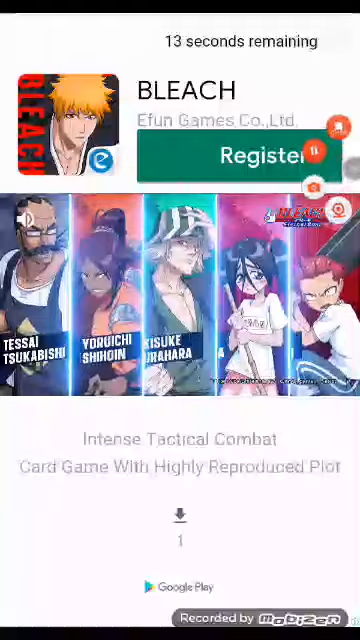 13 seconds remaining
BLEACH
Efun Games Co.,Ltd.
Register
BLEACH
BLEACH
TESSAI
TSUKABISHI
YORUICHI
SHIHOIN
KISUKE
URAHARA
Intense Tactical Combat
Card Game With Highly Reproduced Plot
1
Google Play
Recorded by MOBIZEN